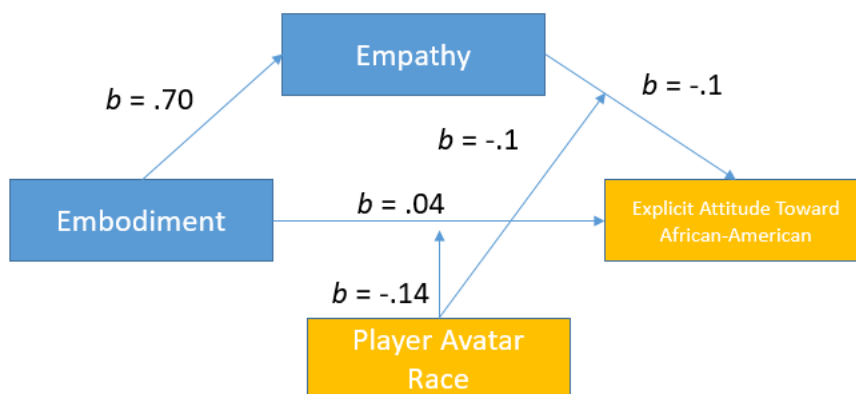 Empathy
b = .70
b = -.1
b = -.1
Embodiment
b = .04
Explicit Attitude Toward
African-American
b = -.14
Player Avatar
Race